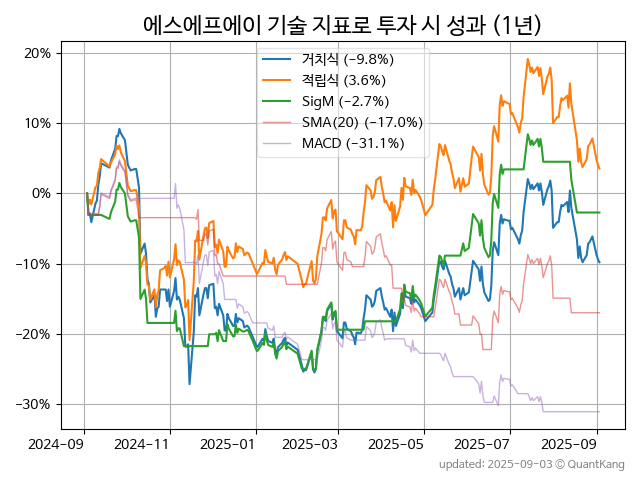 에스에프에이 기술 지표로 투자 시 성과 (1년)
거치식 (−9.8%)
적립식 (3.6%)
SigM (−2.7%)
SMA(20) (−17.0%)
MACD (−31.1%)
20%
10%
0%
−10%
−20%
−30%
2024-09 2024-11 2025-01 2025-03 2025-05 2025-07 2025-09
updated: 2025-09-03 © QuantKang